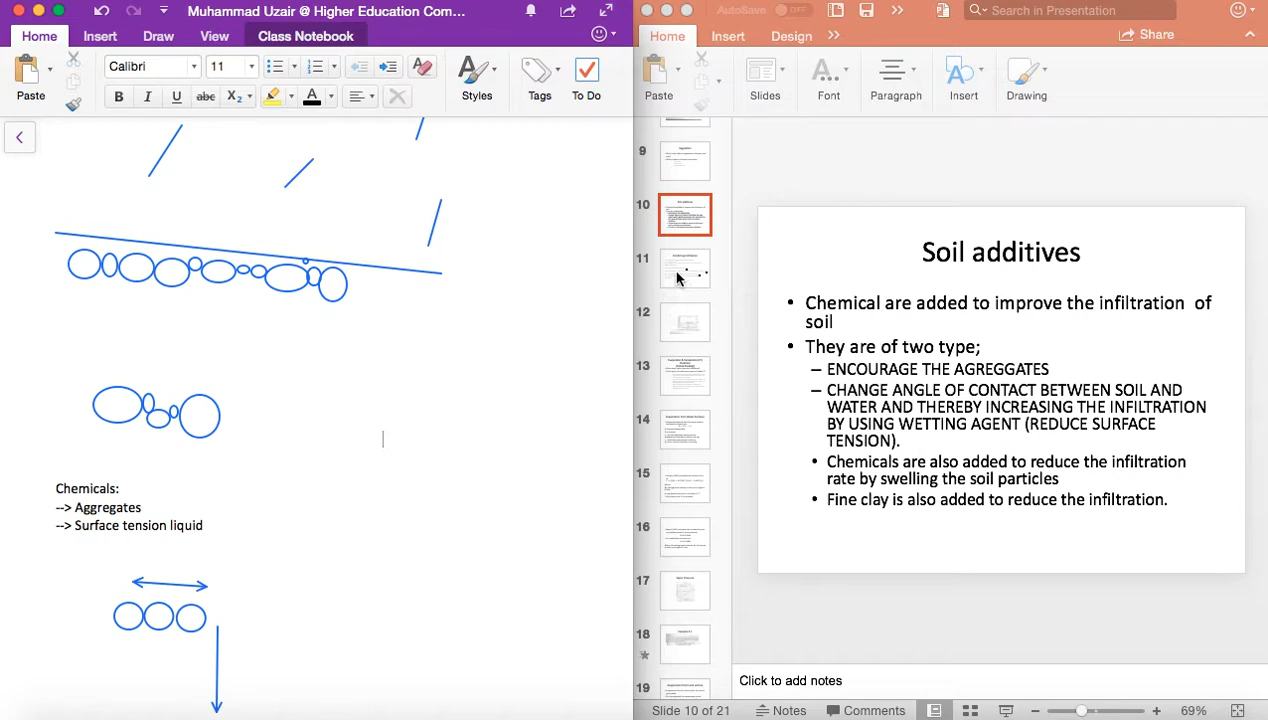 Muhammad Uzair @ Higher Education Com...
Home Insert Draw View Class Notebook
Calibri 11
Paste
B I U abc X2 A
Styles Tags To Do
Chemicals:
--> Aggregates
--> Surface tension liquid
AutoSave OFF Search in Presentation
Home Insert Design Share
Paste Slides Font Paragraph Insert Drawing
9
10
11
12
13
14
15
16
17
18
19
Soil additives
• Chemical are added to improve the infiltration of
soil
• They are of two type;
– ENCOURAGE THE AGREGGATES
– CHANGE ANGLE OF CONTACT BETWEEN SOIL AND
WATER AND THEREBY INCREASING THE INFILTRATION
BY USING WETTING AGENT (REDUCE SURFACE
TENSION).
• Chemicals are also added to reduce the infiltration
rate by swelling the soil particles
• Fine clay is also added to reduce the infiltration.
Click to add notes
Slide 10 of 21 Notes Comments 69%